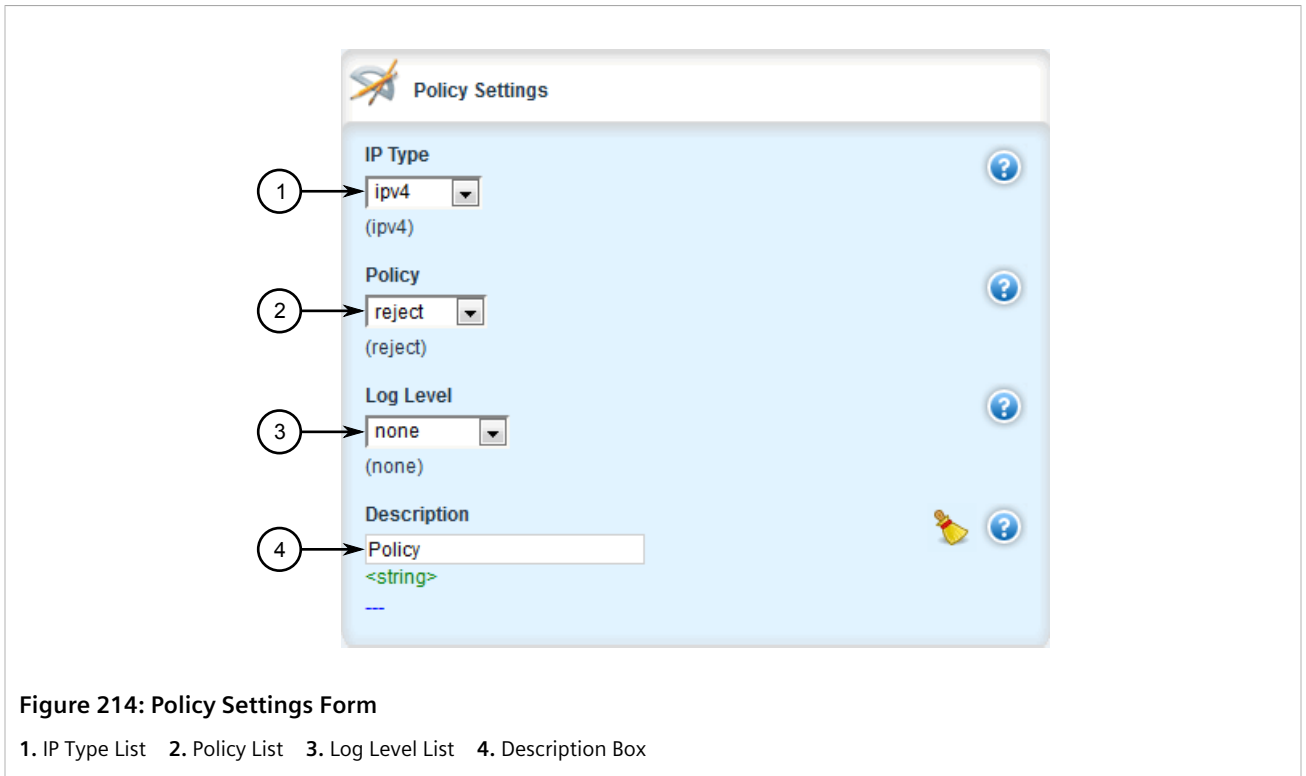 Policy Settings
IP Type
1
ipv4
(ipv4)
Policy
2
reject
(reject)
Log Level
3
none
(none)
Description
4
Policy
<string>
---
Figure 214: Policy Settings Form
1. IP Type List 2. Policy List 3. Log Level List 4. Description Box